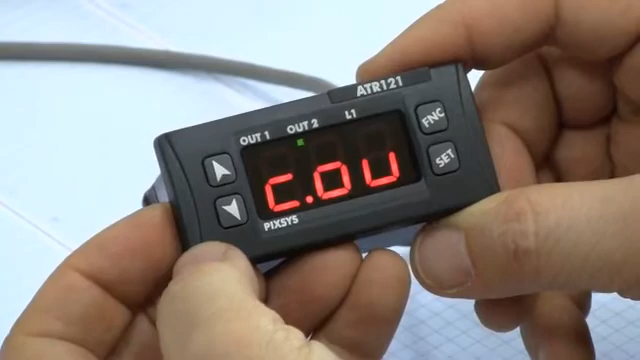 ATR121
OUT 1 OUT 2 L1
FNC
c.ou
SET
PIXSYS